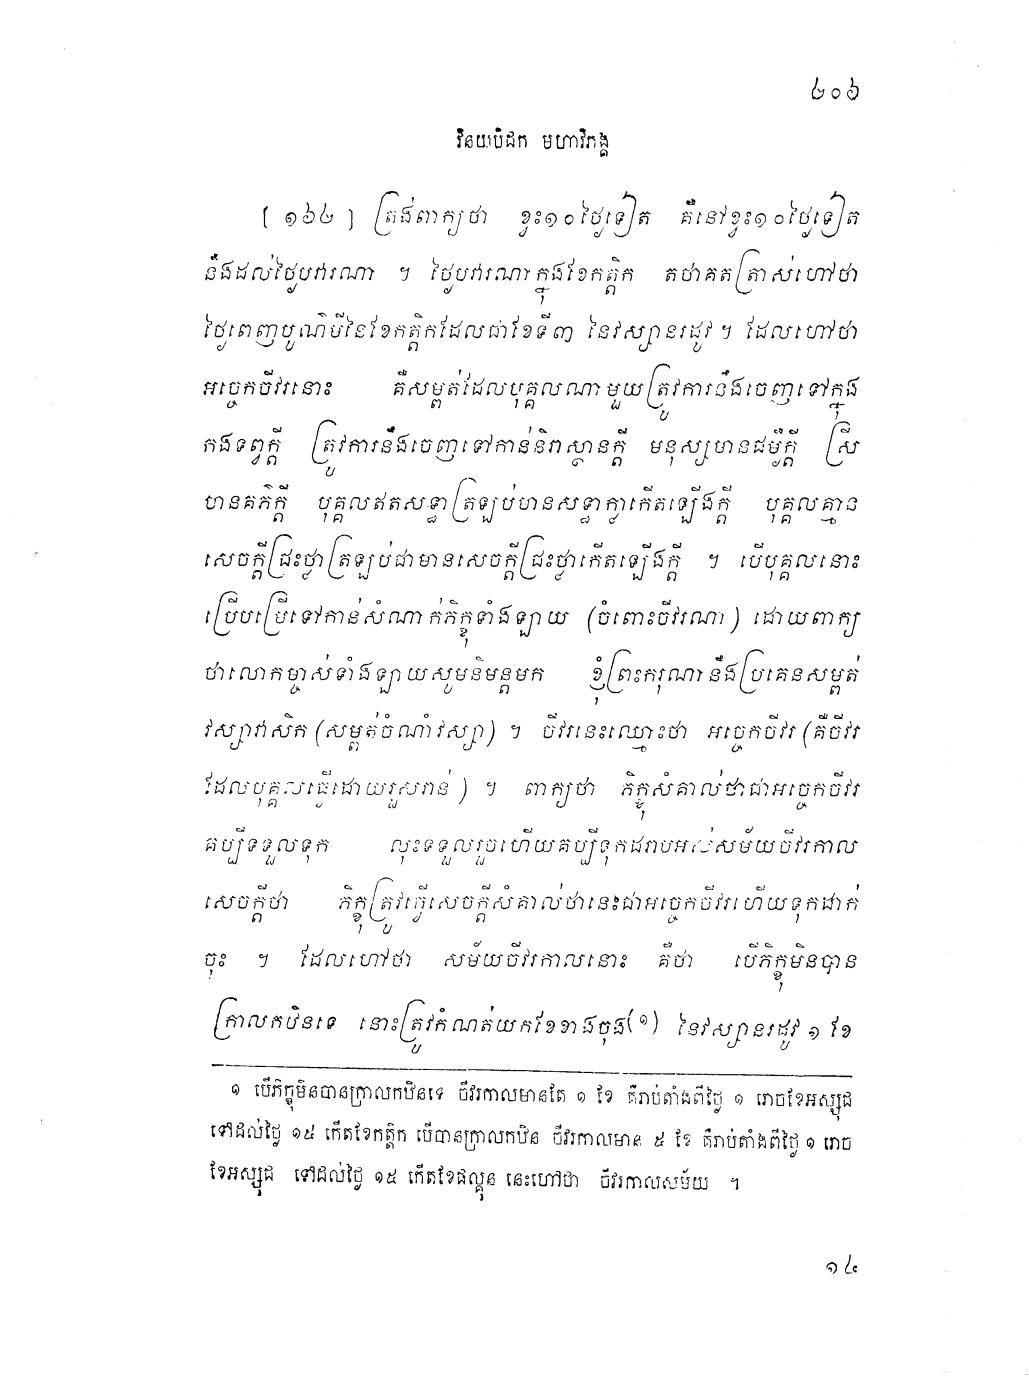 ៤០៦
វិនយបិដក មហាវិភង្គ
[ ១៦៤ ] ត្រង់ពាក្យថា ខ្វះ១០ថ្ងៃទៀត គឺនៅខ្វះ១០ថ្ងៃទៀត
នឹងដល់ថ្ងៃបវារណា ។ ថ្ងៃបវារណាក្នុងខែកត្តិក តថាគតត្រាស់ហៅថា
ថ្ងៃពេញបូណ៌មីនៃខែកត្តិកដែលជាខែទី៣ នៃវស្សានរដូវ ។ ដែលហៅថា
អច្ចេកចីវរនោះ គឺសម្ពត់ដែលបុគ្គលណាមួយត្រូវការនឹងចេញទៅក្នុង
កងទព្វក្តី ត្រូវការនឹងចេញទៅកាន់និរាស្ថានក្តី មនុស្សមានជម្ងឺក្តី ស្រី
មានគភ៌ក្តី បុគ្គលឥតសទ្ធាត្រឡប់មានសទ្ធាក្លាកើតឡើងក្តី បុគ្គលគ្មាន
សេចក្តីជ្រះថ្លាត្រឡប់ជាមានសេចក្តីជ្រះថ្លាកើតឡើងក្តី ។ បើបុគ្គលនោះ
ប្រើបម្រើទៅកាន់សំណាក់ភិក្ខុទាំងឡាយ (ចំពោះចីវរណា) ដោយពាក្យ
ថាលោកម្ចាស់ទាំងឡាយសូមនិមន្តមក ខ្ញុំព្រះករុណានឹងប្រគេនសម្ពត់
វស្សាវាសិក (សម្ពត់ចំណាំវស្សា) ។ ចីវរនេះឈ្មោះថា អច្ចេកចីវរ (គឺចីវរ
ដែលបុគ្គលធ្វើដោយរួសរាន់) ។ ពាក្យថា ភិក្ខុសំគាល់ថាជាអច្ចេកចីវរ
គប្បីទទួលទុក លុះទទួលរួចហើយគប្បីទុកដរាបអស់សម័យចីវរកាល
សេចក្តីថា ភិក្ខុត្រូវធ្វើសេចក្តីសំគាល់ថានេះជាអច្ចេកចីវរហើយទុកដាក់
ចុះ ។ ដែលហៅថា សម័យចីវរកាលនោះ គឺថា បើភិក្ខុមិនបាន
ក្រាលកឋិនទេ នោះត្រូវកំណត់យកខែខាងចុង(១) នៃវស្សានរដូវ ១ ខែ
១ បើភិក្ខុមិនបានក្រាលកឋិនទេ ចីវរកាលមានតែ ១ ខែ គឺរាប់តាំងពីថ្ងៃ ១ រោចខែអស្សុជ
ទៅដល់ថ្ងៃ ១៥ កើតខែកត្តិក បើបានក្រាលកឋិន ចីវរកាលមាន ៥ ខែ គឺរាប់តាំងពីថ្ងៃ ១ រោច
ខែអស្សុជ ទៅដល់ថ្ងៃ ១៥ កើតខែផល្គុន នេះហៅថា ចីវរកាលសម័យ ។
១៤